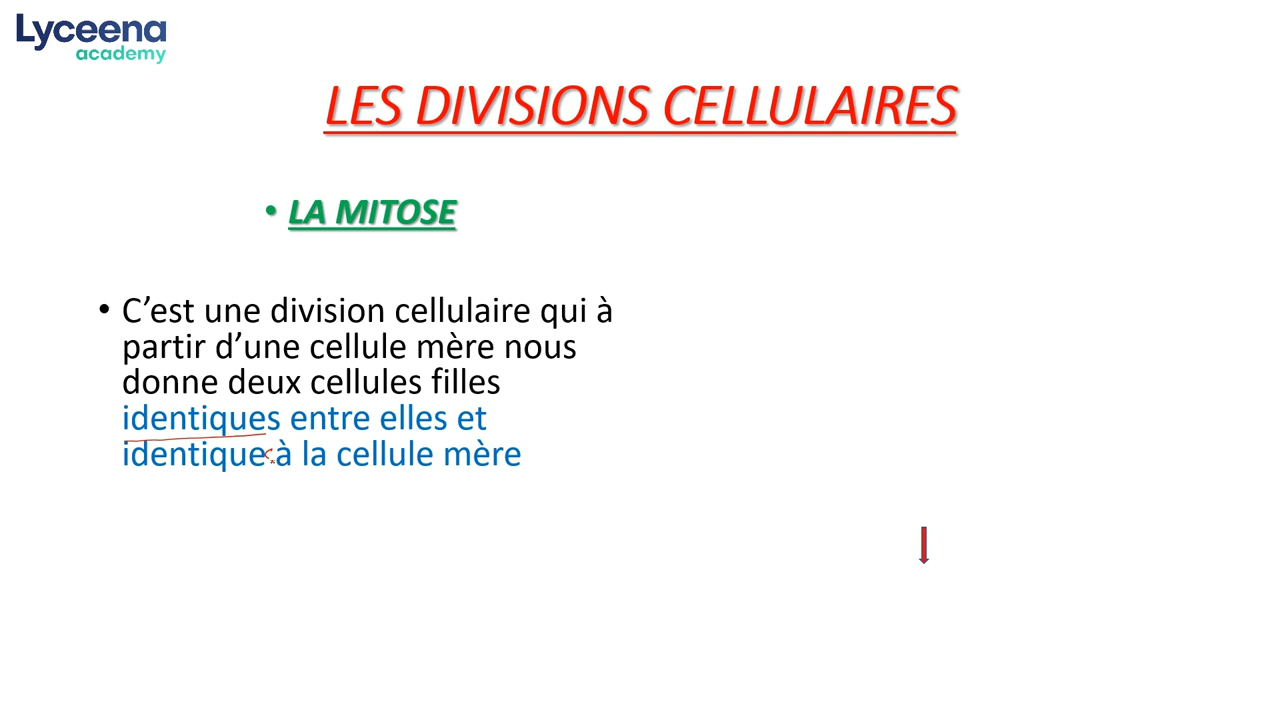 Lyceena
academy
LES DIVISIONS CELLULAIRES
• LA MITOSE
• C’est une division cellulaire qui à
partir d’une cellule mère nous
donne deux cellules filles
identiques entre elles et
identique à la cellule mère